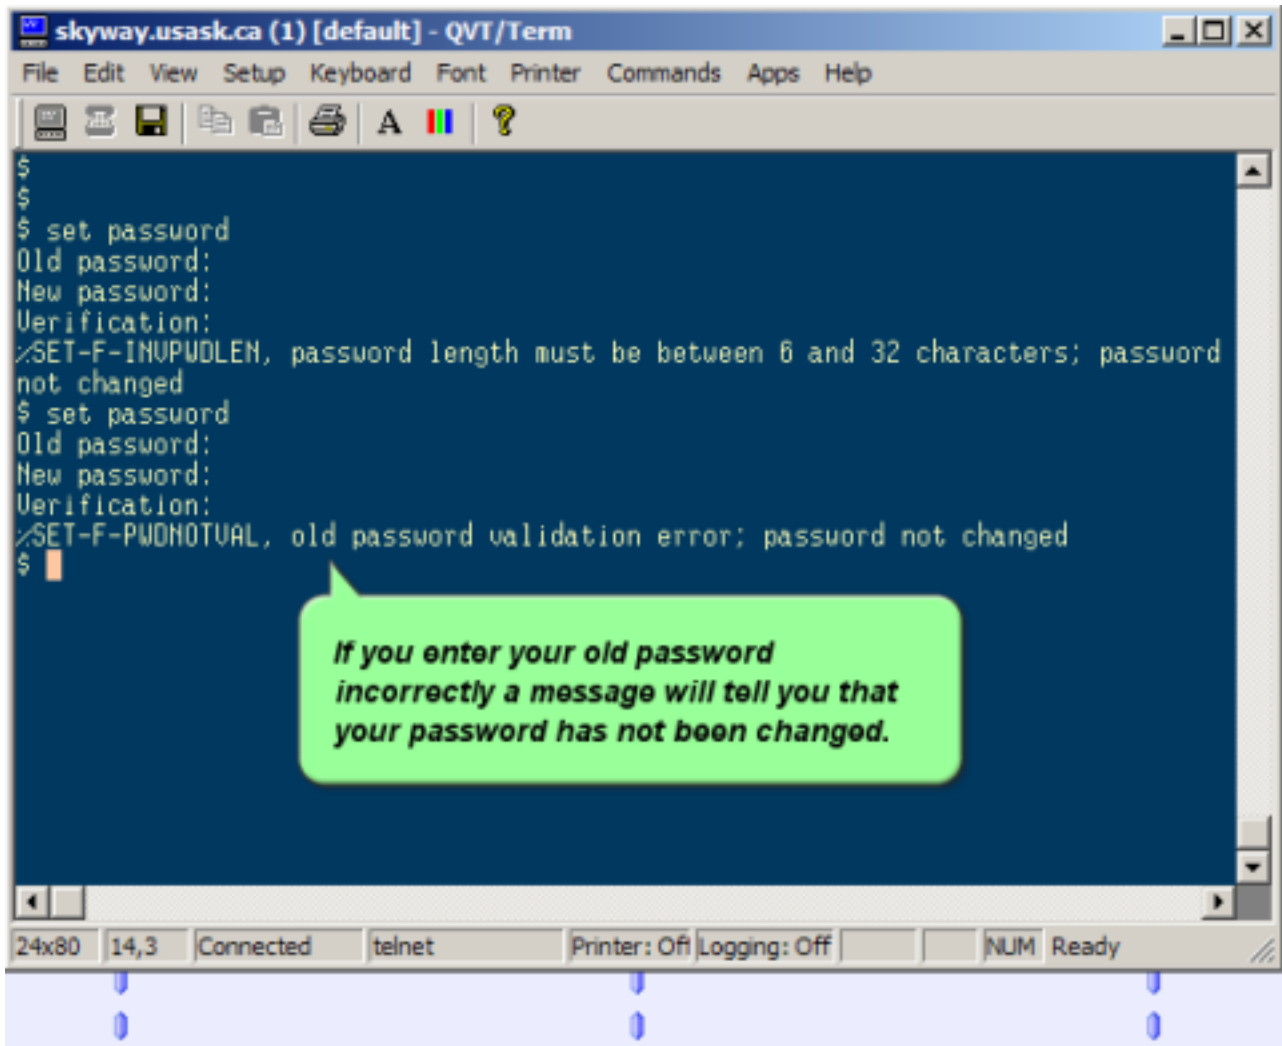 skyway.usask.ca (1) [default] - QVT/Term
File Edit View Setup Keyboard Font Printer Commands Apps Help
A
?
$
$
$ set password
Old password:
New password:
Verification:
%SET-F-INVPWDLEN, password length must be between 6 and 32 characters; password
not changed
$ set password
Old password:
New password:
Verification:
%SET-F-PWDNOTVAL, old password validation error; password not changed
$
If you enter your old password
incorrectly a message will tell you that
your password has not been changed.
24x80 14,3 Connected telnet Printer: Off Logging: Off NUM Ready